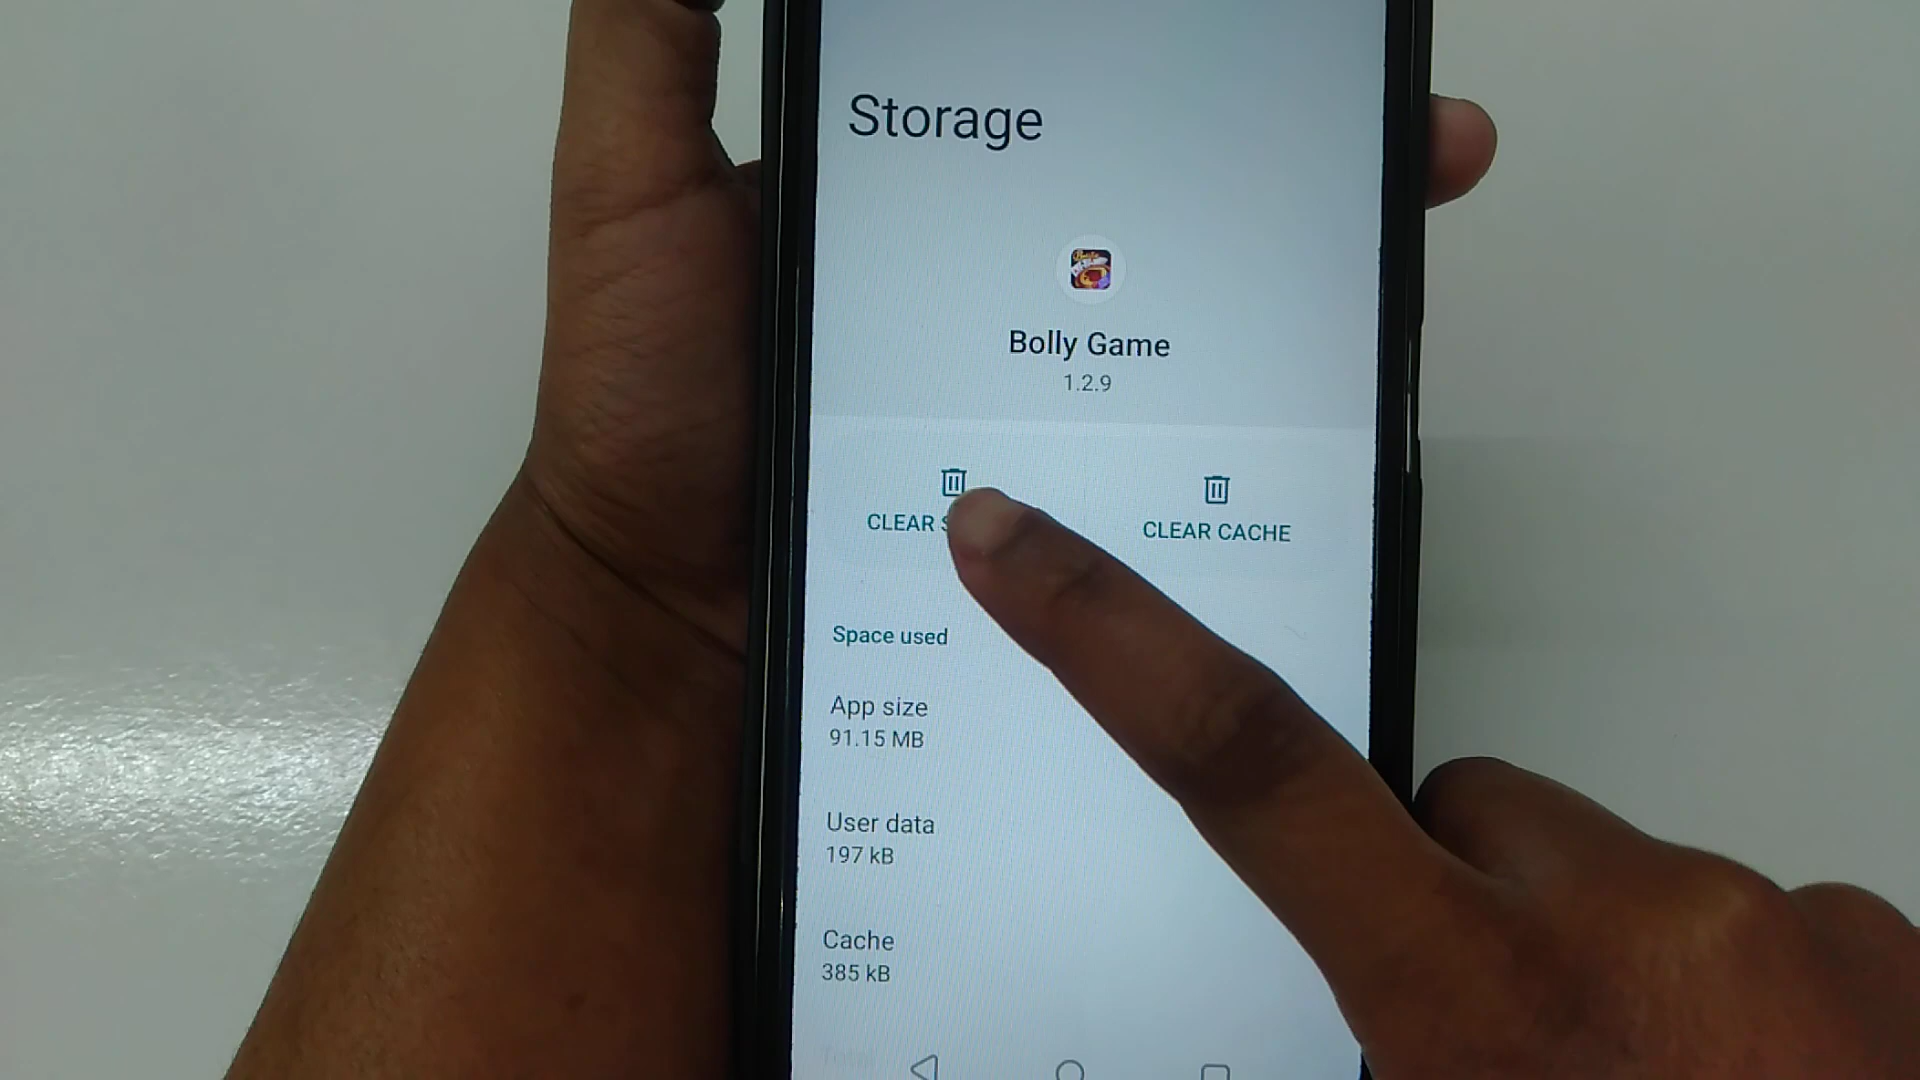 Storage
Bolly Game
1.2.9
CLEAR
CLEAR CACHE
Space used
App size
91.15 MB
User data
197 kB
Cache
385 kB
Total